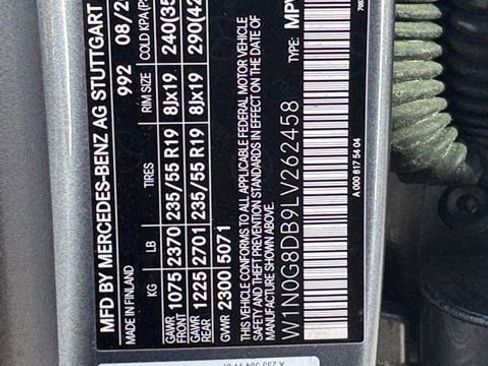 MFD BY MERCEDES-BENZ AG STUTTGART
MADE IN FINLAND 992 08/2
KG LB TIRES RIM SIZE COLD KPA/P
GAWR FRONT 1075 2370 235/55 R19 8Jx19 240(35
GAWR REAR 1225 2701 235/55 R19 8Jx19 290(42
GVWR 2300 5071
THIS VEHICLE CONFORMS TO ALL APPLICABLE FEDERAL MOTOR VEHICLE
SAFETY AND THEFT PREVENTION STANDARDS IN EFFECT ON THE DATE OF
MANUFACTURE SHOWN ABOVE.
TYPE: MPV
W1N0G8DB9LV262458
A 000 817 54 04